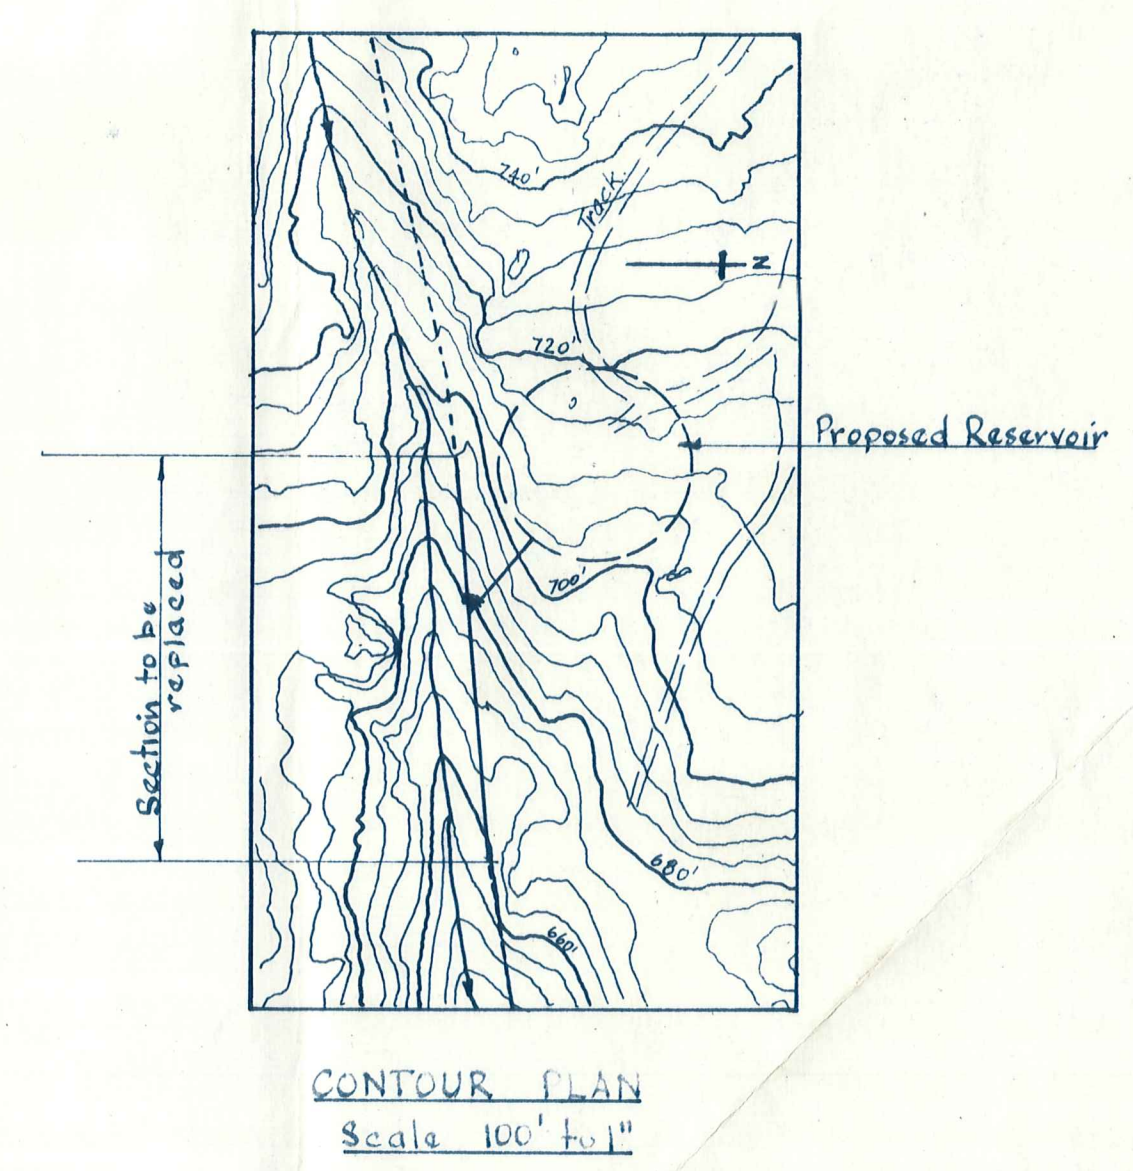 740'
Track.
N
720'
Proposed Reservoir
Section to be
replaced
700'
680'
660'
CONTOUR PLAN
Scale 100' to 1"